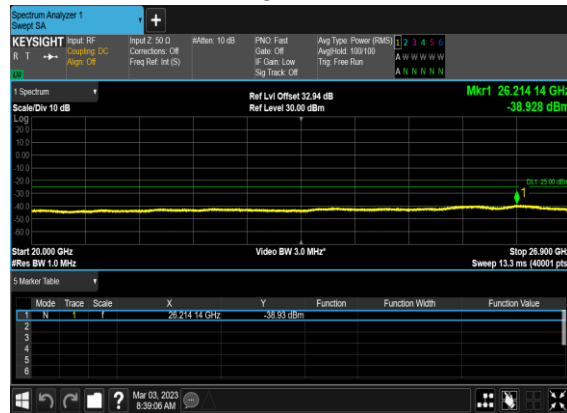 Spectrum Analyzer 1
Swept SA
+
KEYSIGHT
R T
LW
Input: RF
Coupling: DC
Align: Off
Input Z: 50 Ω
Corrections: Off
Freq Ref: Int (S)
#Atten: 10 dB
PNO: Fast
Gate: Off
IF Gain: Low
Sig Track: Off
Avg Type: Power (RMS)
Avg|Hold: 100/100
Trig: Free Run
1 2 3 4 5 6
A W W W W W
A N N N N N
1 Spectrum
Scale/Div 10 dB
Ref Lvl Offset 32.94 dB
Ref Level 30.00 dBm
Mkr1 26.214 14 GHz
-38.928 dBm
Log
20.0
10.0
0.00
-10.0
-20.0
-30.0
-40.0
-50.0
-60.0
DL1 -25.00 dBm
1
Start 20.000 GHz
#Res BW 1.0 MHz
Video BW 3.0 MHz*
Stop 26.900 GHz
Sweep 13.3 ms (40001 pts)
5 Marker Table
Mode Trace Scale X Y Function Function Width Function Value
1 N 1 f 26.214 14 GHz -38.93 dBm
2
3
4
5
6
?
Mar 03, 2023
8:39:06 AM